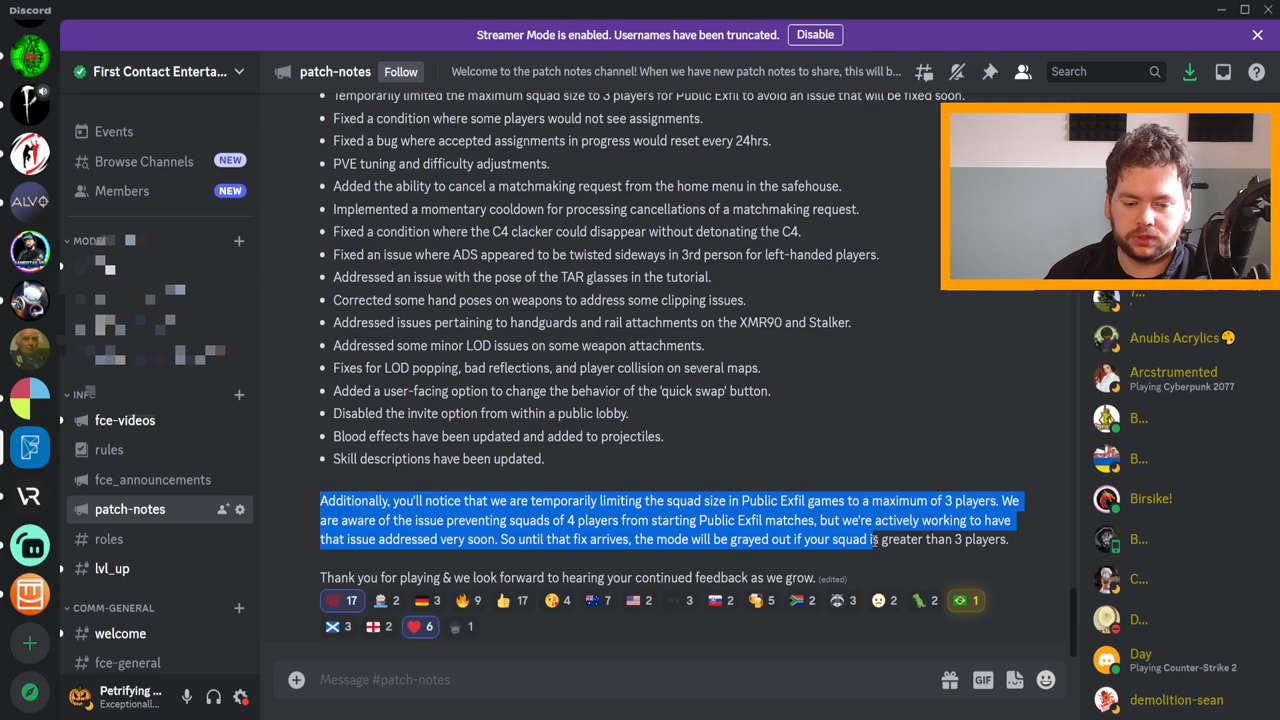 Discord
Streamer Mode is enabled. Usernames have been truncated.
Disable
First Contact Enterta...
patch-notes
Follow
Welcome to the patch notes channel! When we have new patch notes to share, this will b...
Search
Events
Browse Channels
NEW
Members
NEW
INFO
fce-videos
rules
fce_announcements
patch-notes
roles
lvl_up
COMM-GENERAL
welcome
fce-general
Petrifying ...
Exceptionall...
Temporarily limited the maximum squad size to 3 players for Public Exfil to avoid an issue that will be fixed soon.
Fixed a condition where some players would not see assignments.
Fixed a bug where accepted assignments in progress would reset every 24hrs.
PVE tuning and difficulty adjustments.
Added the ability to cancel a matchmaking request from the home menu in the safehouse.
Implemented a momentary cooldown for processing cancellations of a matchmaking request.
Fixed a condition where the C4 clacker could disappear without detonating the C4.
Fixed an issue where ADS appeared to be twisted sideways in 3rd person for left-handed players.
Addressed an issue with the pose of the TAR glasses in the tutorial.
Corrected some hand poses on weapons to address some clipping issues.
Addressed issues pertaining to handguards and rail attachments on the XMR90 and Stalker.
Addressed some minor LOD issues on some weapon attachments.
Fixes for LOD popping, bad reflections, and player collision on several maps.
Added a user-facing option to change the behavior of the 'quick swap' button.
Disabled the invite option from within a public lobby.
Blood effects have been updated and added to projectiles.
Skill descriptions have been updated.
Additionally, you'll notice that we are temporarily limiting the squad size in Public Exfil games to a maximum of 3 players. We
are aware of the issue preventing squads of 4 players from starting Public Exfil matches, but we're actively working to have
that issue addressed very soon. So until that fix arrives, the mode will be grayed out if your squad is greater than 3 players.
Thank you for playing & we look forward to hearing your continued feedback as we grow. (edited)
17 2 3 9 17 4 7 2 3 2 5 2 3 2 2 1
3 2 6 1
Message #patch-notes
GIF
Anubis Acrylics
Arcstrumented
Playing Cyberpunk 2077
B...
B...
Birsike!
B...
C...
D...
Day
Playing Counter-Strike 2
demolition-sean